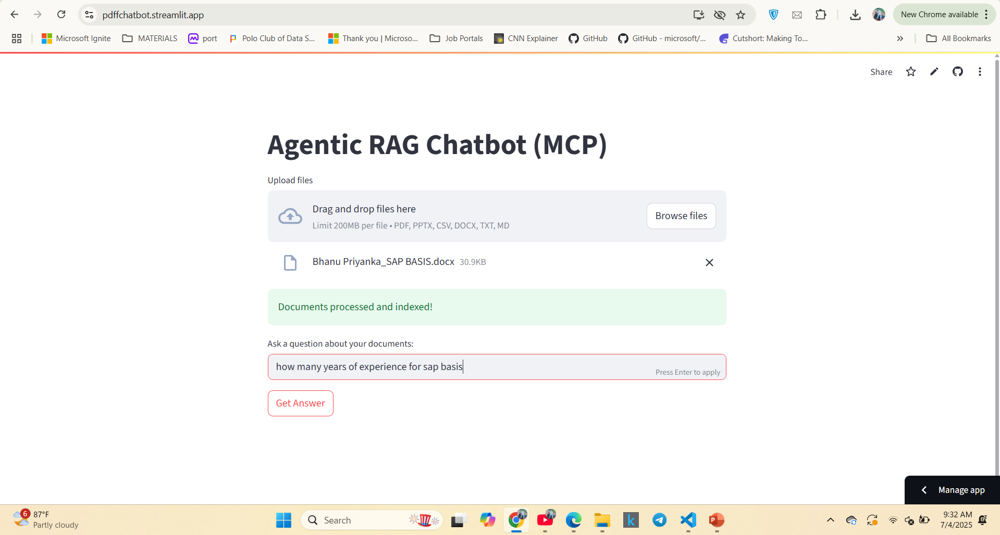 pdffchatbot.streamlit.app
New Chrome available
Microsoft Ignite
MATERIALS
port
Polo Club of Data S...
Thank you | Microso...
Job Portals
CNN Explainer
GitHub
GitHub - microsoft/...
Cutshort: Making To...
All Bookmarks
Share
Agentic RAG Chatbot (MCP)
Upload files
Drag and drop files here
Limit 200MB per file • PDF, PPTX, CSV, DOCX, TXT, MD
Browse files
Bhanu Priyanka_SAP BASIS.docx 30.9KB
Documents processed and indexed!
Ask a question about your documents:
how many years of experience for sap basis
Press Enter to apply
Get Answer
Manage app
6
87°F
Partly cloudy
Search
9:32 AM
7/4/2025